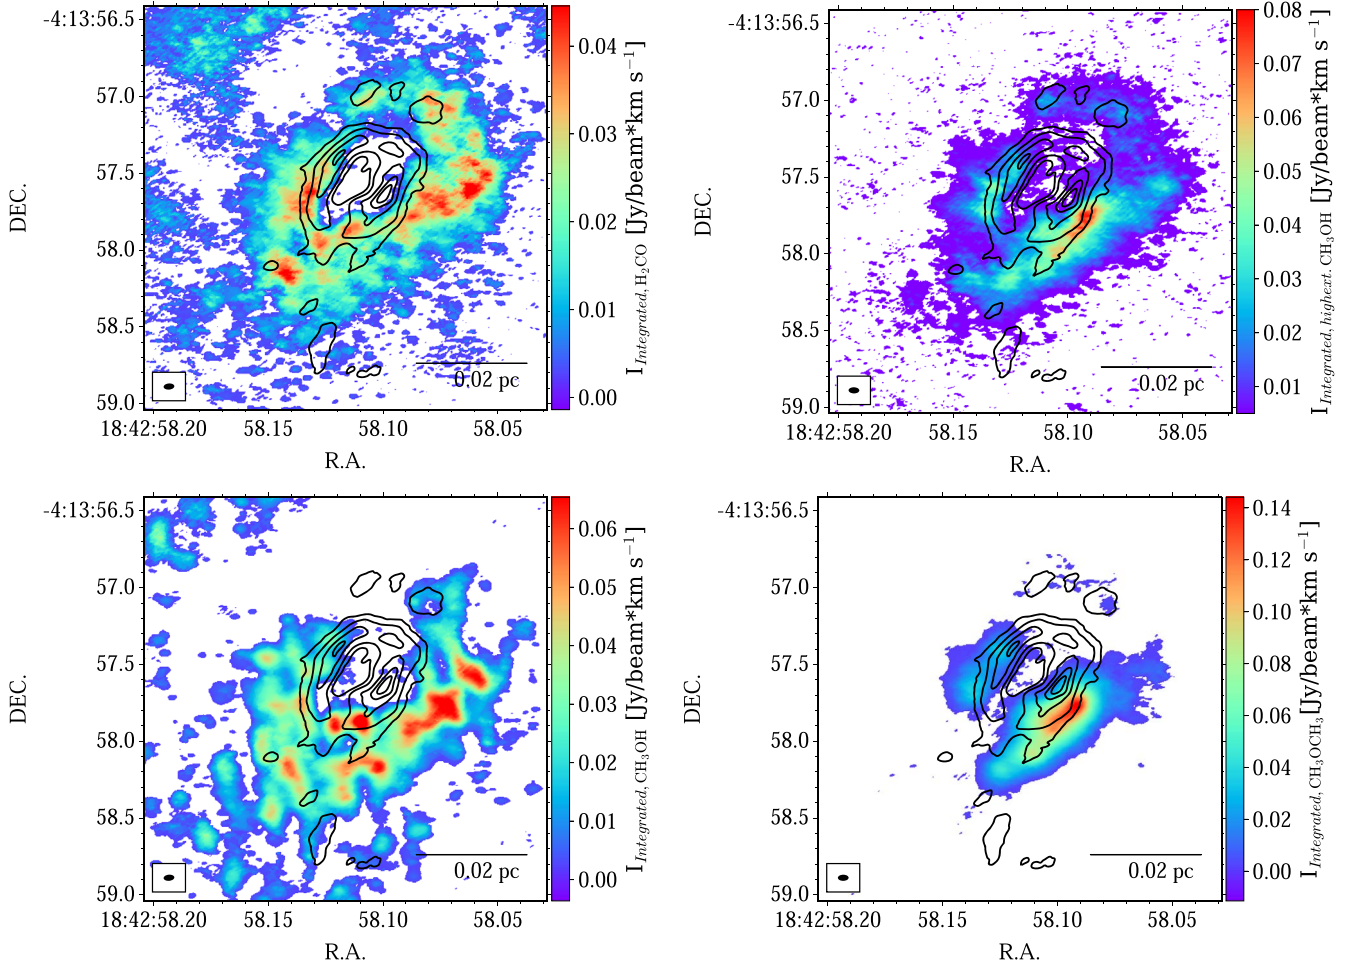 -4:13:56.5
57.0
57.5
58.0
58.5
59.0
DEC.
18:42:58.20 58.15 58.10 58.05
R.A.
0.02 pc
0.04
0.03
0.02
0.01
0.00
I_{Integrated, H_2CO} [Jy/beam*km s^{-1}]
-4:13:56.5
57.0
57.5
58.0
58.5
59.0
DEC.
18:42:58.20 58.15 58.10 58.05
R.A.
0.02 pc
0.08
0.07
0.06
0.05
0.04
0.03
0.02
0.01
I_{Integrated, highext. CH_3OH} [Jy/beam*km s^{-1}]
-4:13:56.5
57.0
57.5
58.0
58.5
59.0
DEC.
18:42:58.20 58.15 58.10 58.05
R.A.
0.02 pc
0.06
0.05
0.04
0.03
0.02
0.01
0.00
I_{Integrated, CH_3OH} [Jy/beam*km s^{-1}]
-4:13:56.5
57.0
57.5
58.0
58.5
59.0
DEC.
18:42:58.20 58.15 58.10 58.05
R.A.
0.02 pc
0.14
0.12
0.10
0.08
0.06
0.04
0.02
0.00
I_{Integrated, CH_3OCH_3} [Jy/beam*km s^{-1}]